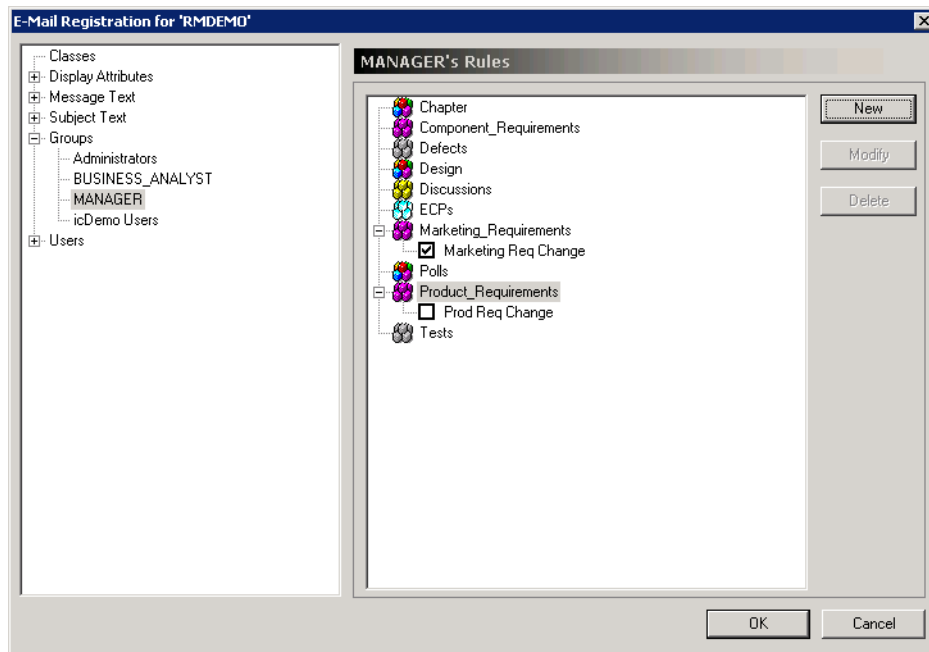 E-Mail Registration for 'RMDEMO'
Classes
Display Attributes
Message Text
Subject Text
Groups
Administrators
BUSINESS_ANALYST
MANAGER
icDemo Users
Users
MANAGER's Rules
Chapter
Component_Requirements
Defects
Design
Discussions
ECPs
Marketing_Requirements
Marketing Req Change
Polls
Product_Requirements
Prod Req Change
Tests
New
Modify
Delete
OK
Cancel